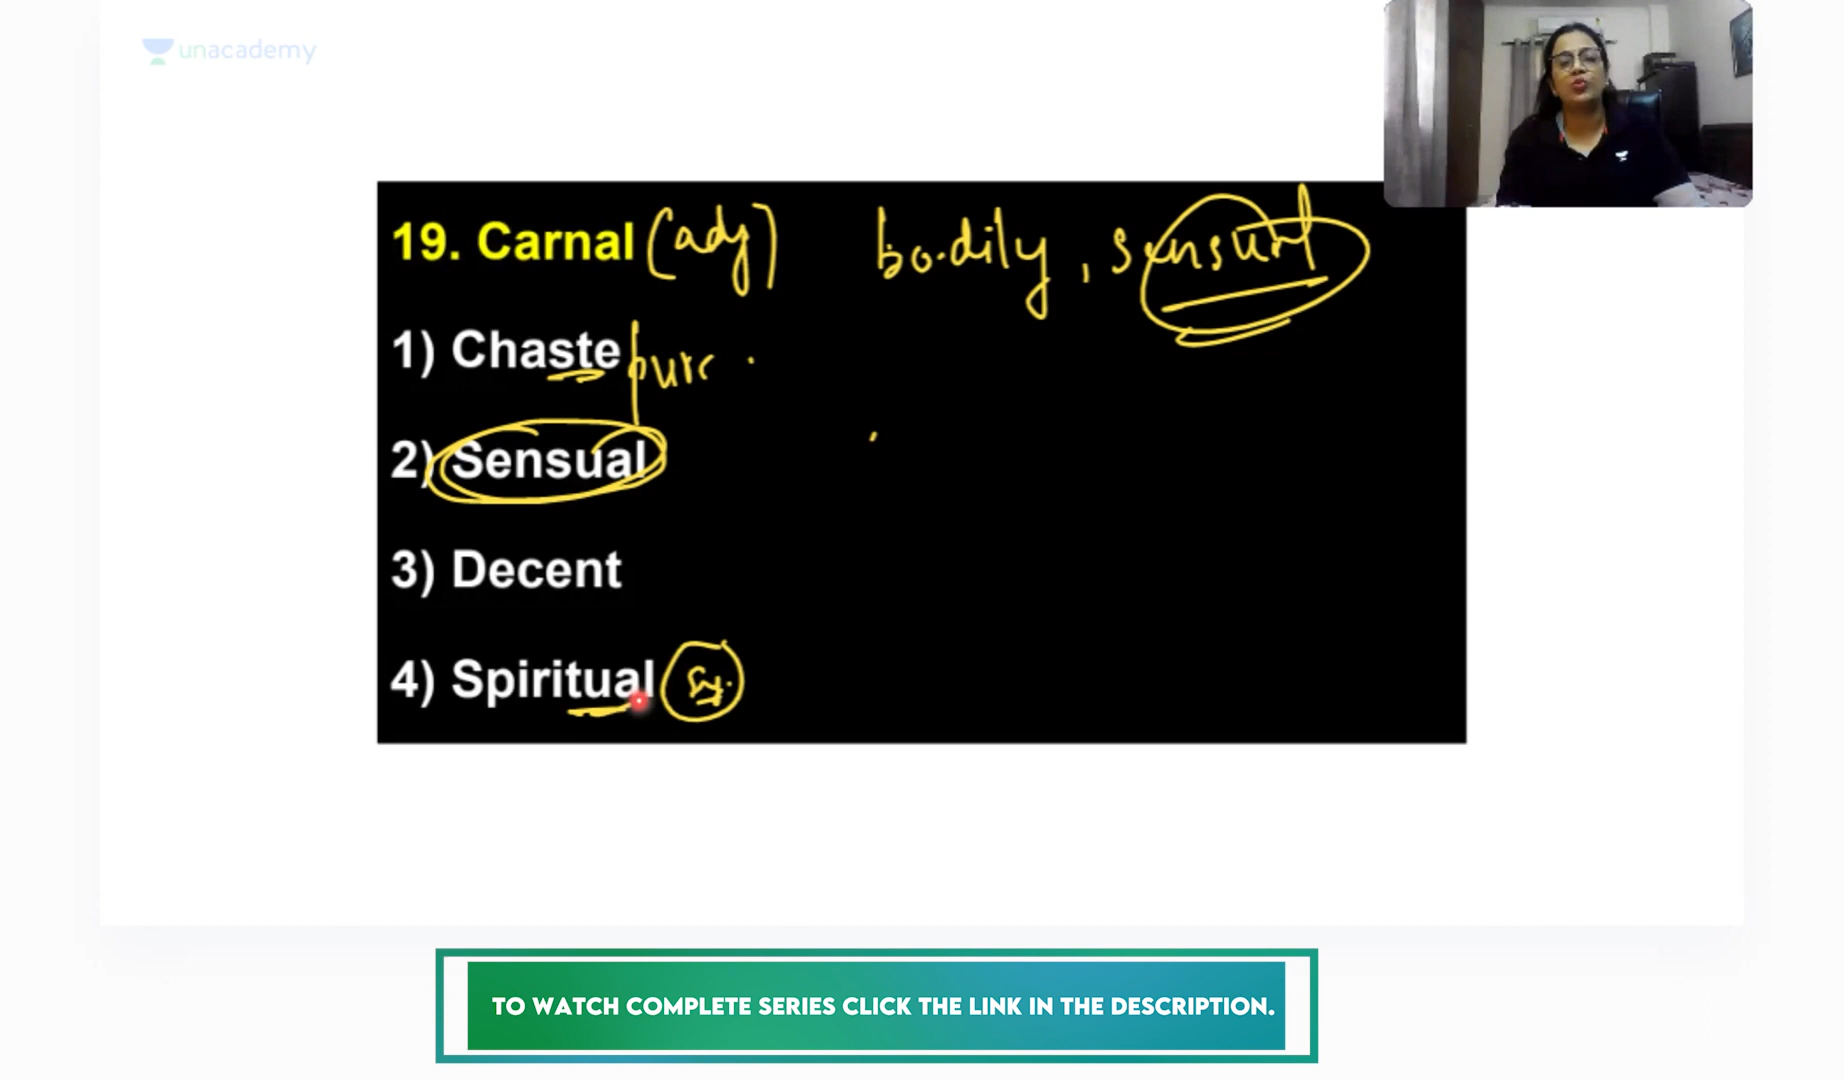 unacademy
19. Carnal (adj) bodily, sensual
1) Chaste pure
2) Sensual
3) Decent
4) Spiritual
TO WATCH COMPLETE SERIES CLICK THE LINK IN THE DESCRIPTION.